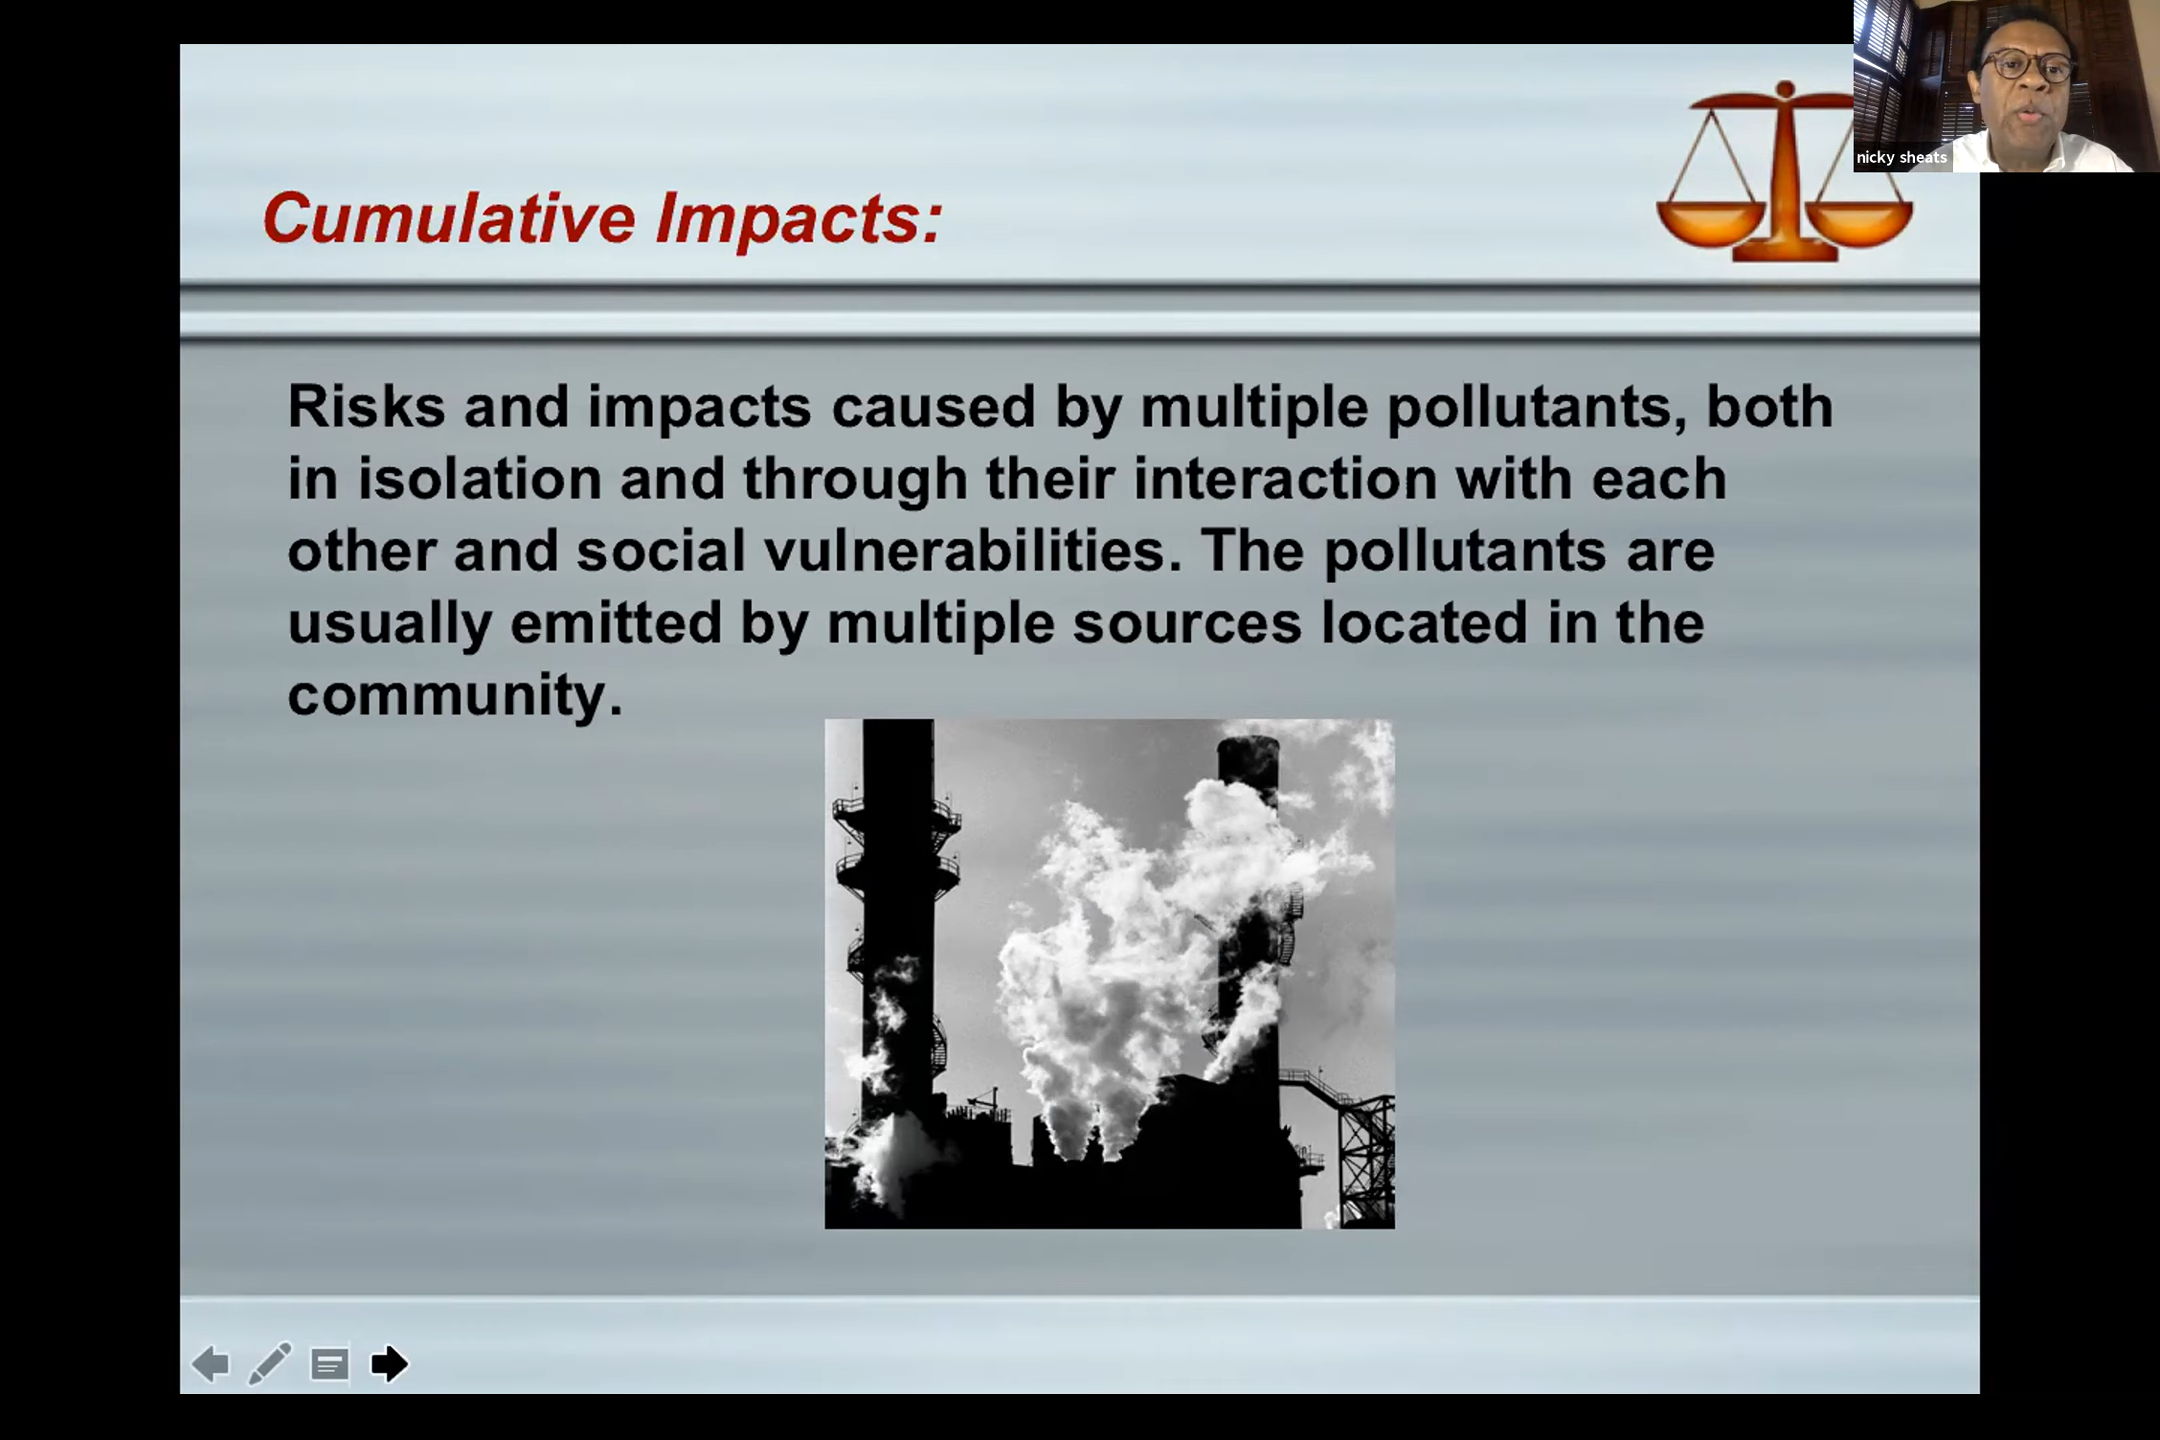 nicky sheats
Cumulative Impacts:
Risks and impacts caused by multiple pollutants, both
in isolation and through their interaction with each
other and social vulnerabilities. The pollutants are
usually emitted by multiple sources located in the
community.